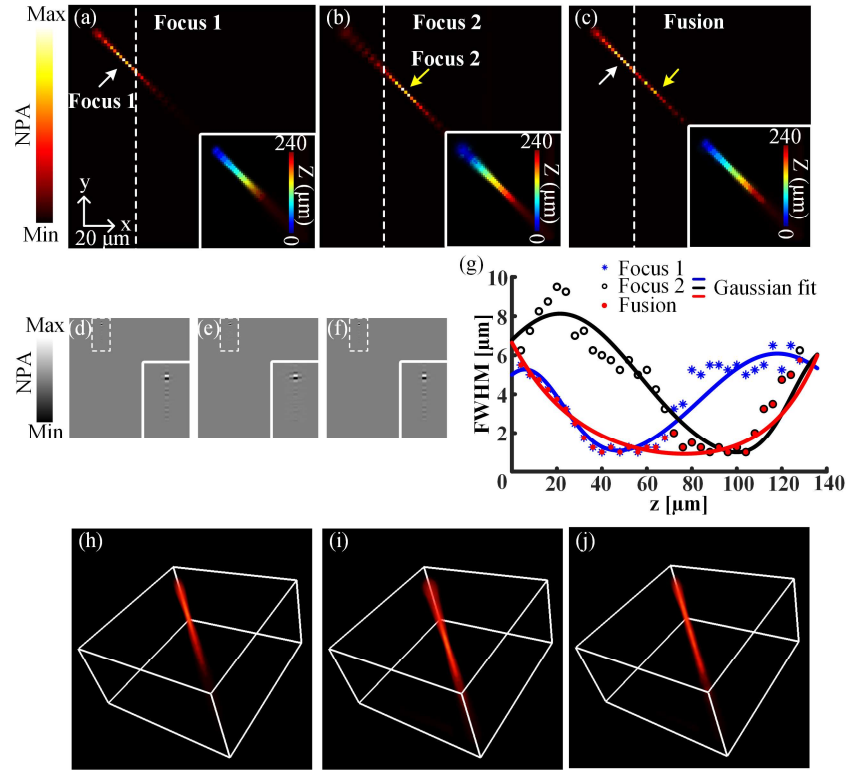 Max
NPA
Min
(a)
Focus 1
Focus 1
y
x
20 μm
240
Z (μm)
0
(b)
Focus 2
Focus 2
240
Z (μm)
0
(c)
Fusion
240
Z (μm)
0
Max
NPA
Min
(d)
(e)
(f)
(g)
Focus 1
Focus 2
Fusion
Gaussian fit
FWHM [μm]
10
8
6
4
2
0
20
40
60
80
100
120
140
z [μm]
(h)
(i)
(j)